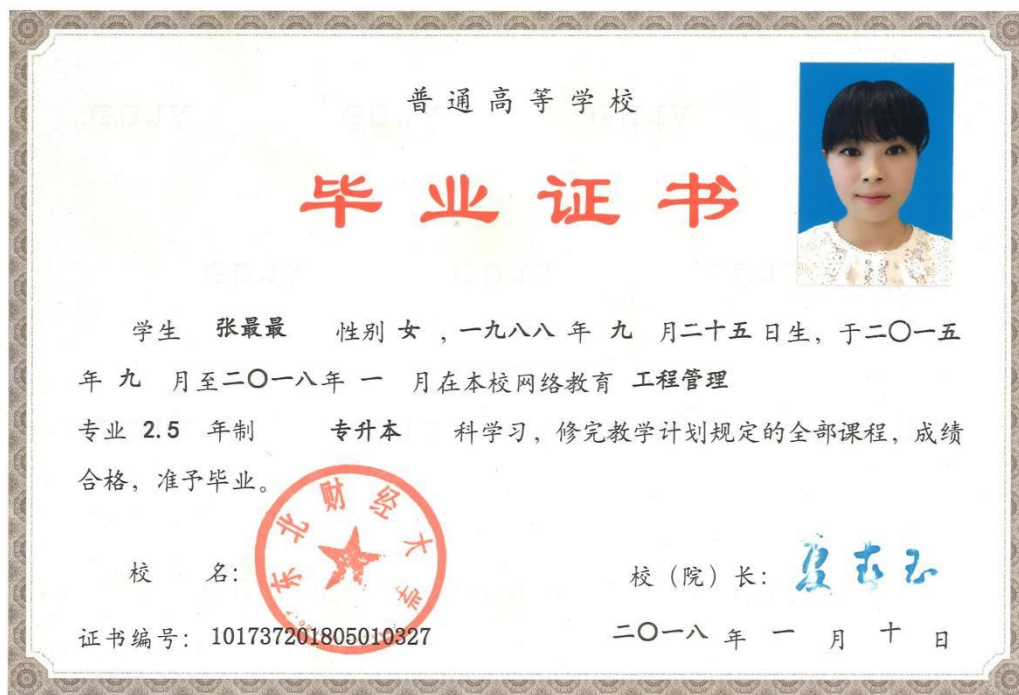 普通高等学校
毕业证书
学生 张最最 性别 女 ，一九八八 年 九 月二十五日生，于二〇一五
年 九 月至二〇一八年 一 月在本校网络教育 工程管理
专业 2.5 年制 专升本 科学习，修完教学计划规定的全部课程，成绩
合格，准予毕业。
东北财经大学
校 名：
校（院）长：夏春玉
证书编号：101737201805010327
二〇一八 年 一 月 十 日